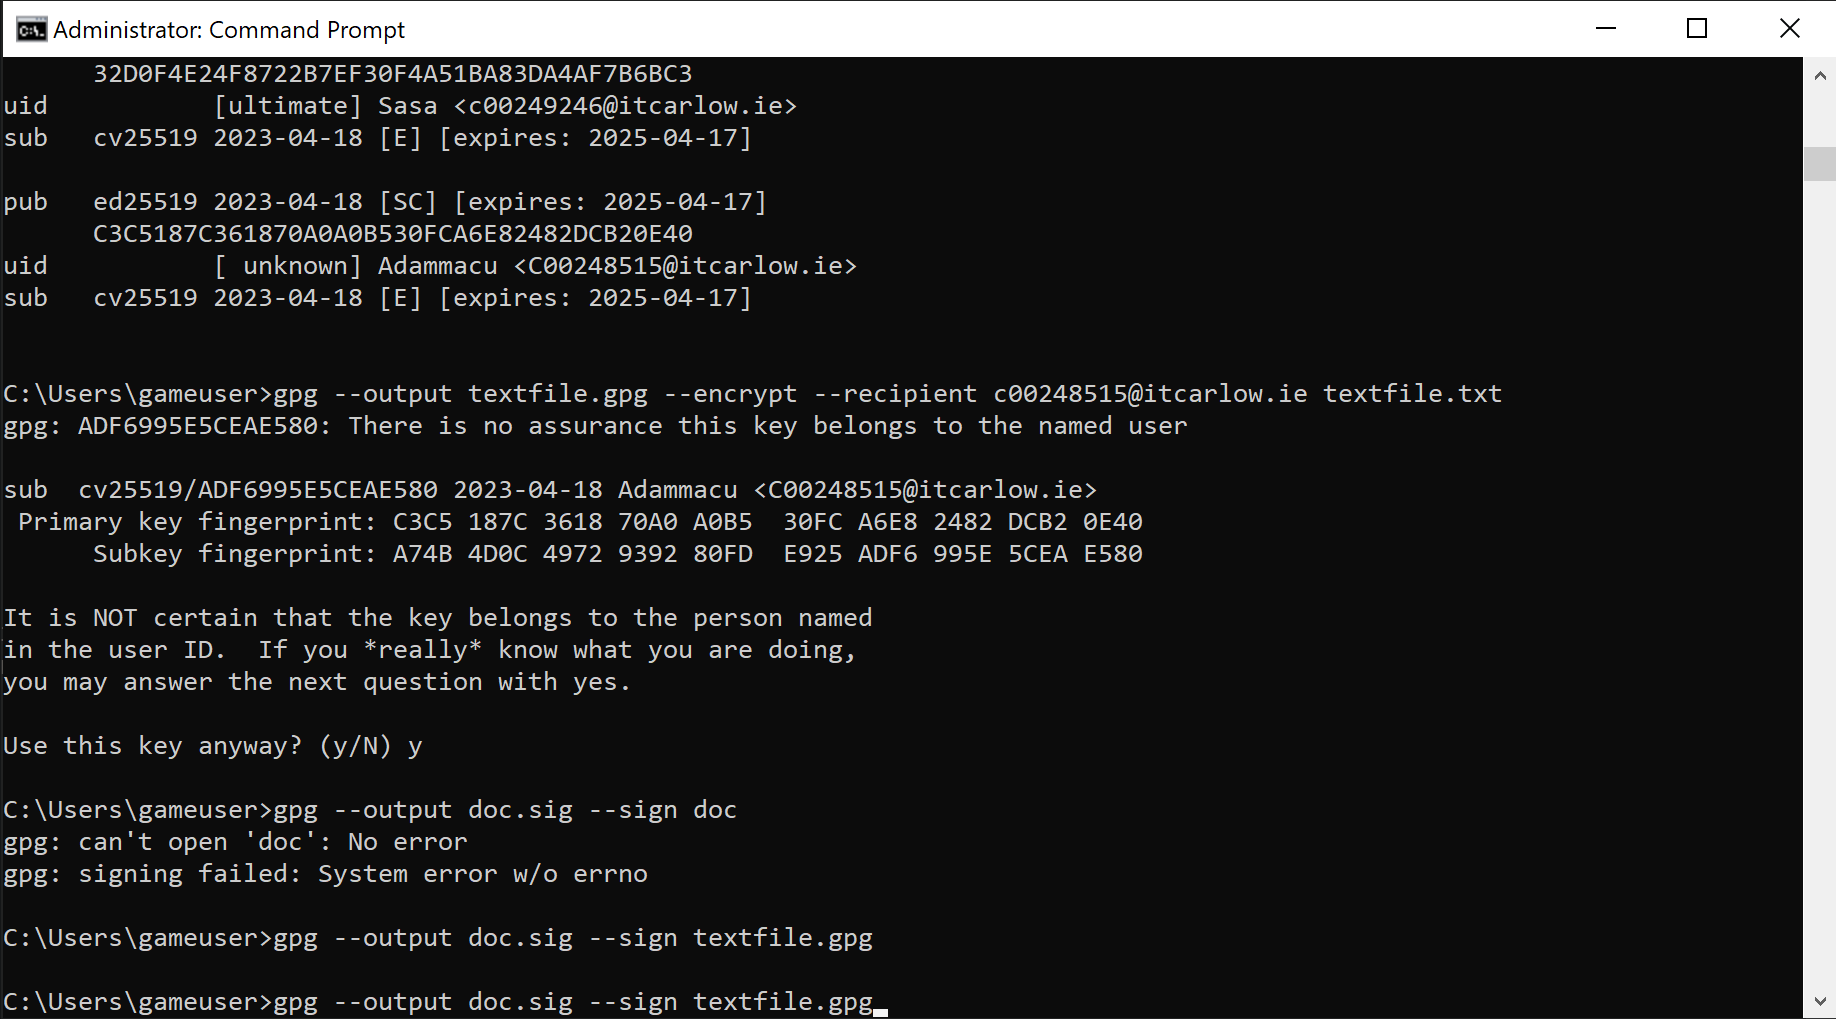 Administrator: Command Prompt
32D0F4E24F8722B7EF30F4A51BA83DA4AF7B6BC3
uid           [ultimate] Sasa <c00249246@itcarlow.ie>
sub   cv25519 2023-04-18 [E] [expires: 2025-04-17]
pub   ed25519 2023-04-18 [SC] [expires: 2025-04-17]
C3C5187C361870A0A0B530FCA6E82482DCB20E40
uid           [ unknown] Adammacu <C00248515@itcarlow.ie>
sub   cv25519 2023-04-18 [E] [expires: 2025-04-17]
C:\Users\gameuser>gpg --output textfile.gpg --encrypt --recipient c00248515@itcarlow.ie textfile.txt
gpg: ADF6995E5CEAE580: There is no assurance this key belongs to the named user
sub  cv25519/ADF6995E5CEAE580 2023-04-18 Adammacu <C00248515@itcarlow.ie>
Primary key fingerprint: C3C5 187C 3618 70A0 A0B5  30FC A6E8 2482 DCB2 0E40
Subkey fingerprint: A74B 4D0C 4972 9392 80FD  E925 ADF6 995E 5CEA E580
It is NOT certain that the key belongs to the person named
in the user ID.  If you *really* know what you are doing,
you may answer the next question with yes.
Use this key anyway? (y/N) y
C:\Users\gameuser>gpg --output doc.sig --sign doc
gpg: can't open 'doc': No error
gpg: signing failed: System error w/o errno
C:\Users\gameuser>gpg --output doc.sig --sign textfile.gpg
C:\Users\gameuser>gpg --output doc.sig --sign textfile.gpg